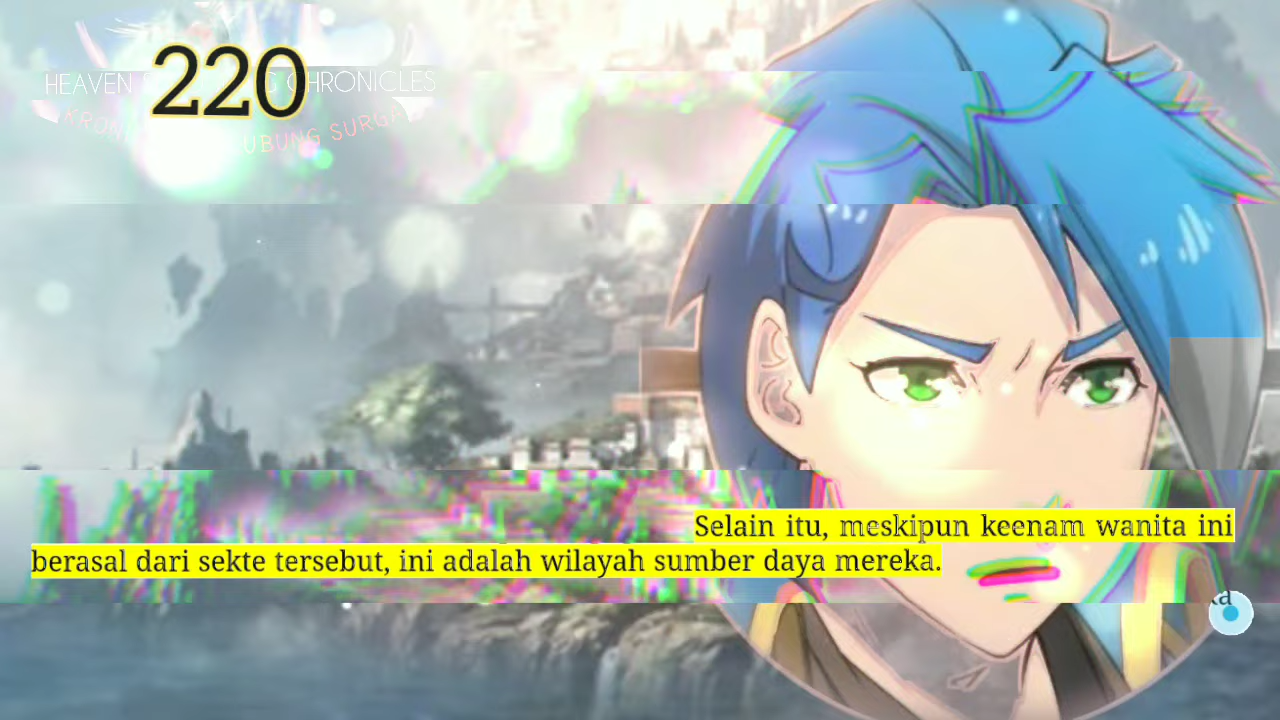 220
HEAVEN CHRONICLES
SURGA
Selain itu, meskipun keenam wanita ini
berasal dari sekte tersebut, ini adalah wilayah sumber daya mereka.